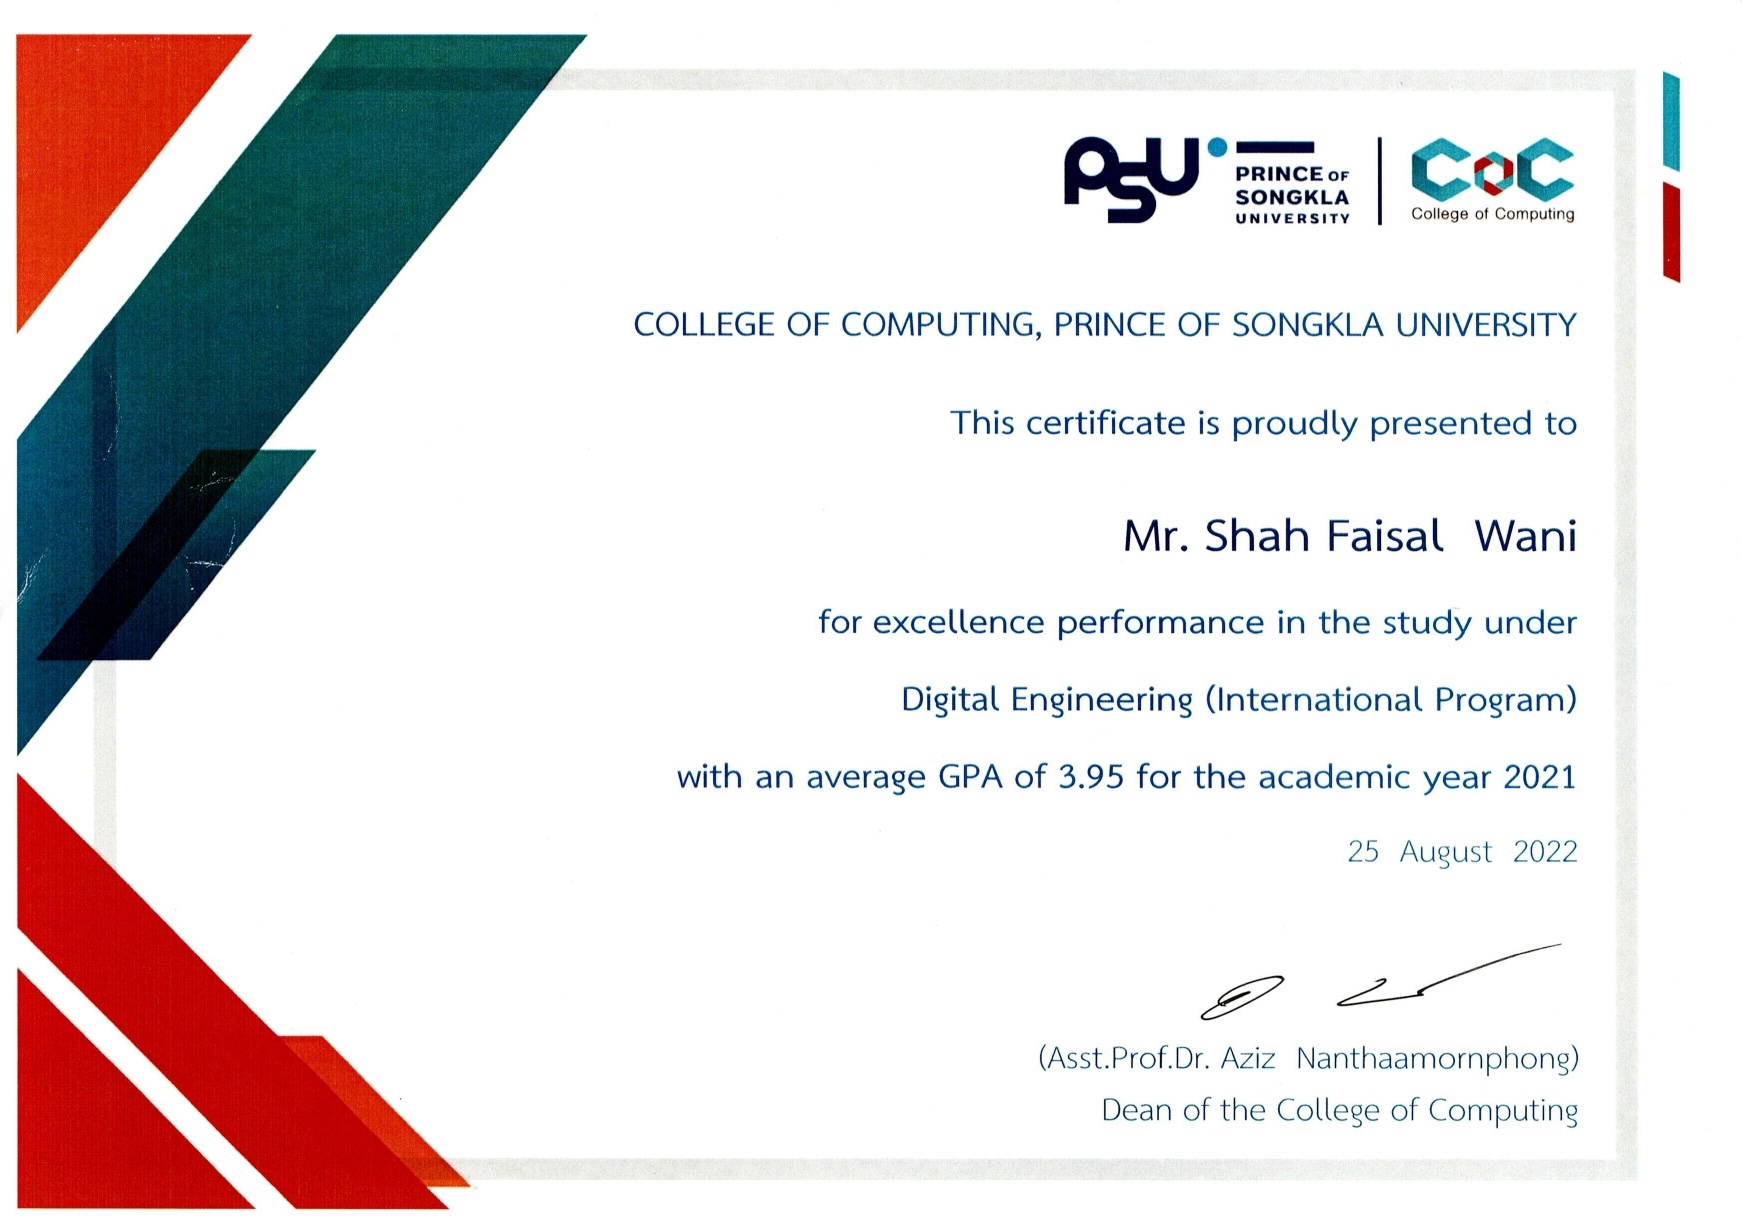 PSU PRINCE OF SONGKLA UNIVERSITY
CoC College of Computing
COLLEGE OF COMPUTING, PRINCE OF SONGKLA UNIVERSITY
This certificate is proudly presented to
Mr. Shah Faisal Wani
for excellence performance in the study under
Digital Engineering (International Program)
with an average GPA of 3.95 for the academic year 2021
25 August 2022
(Asst.Prof.Dr. Aziz Nanthaamornphong)
Dean of the College of Computing